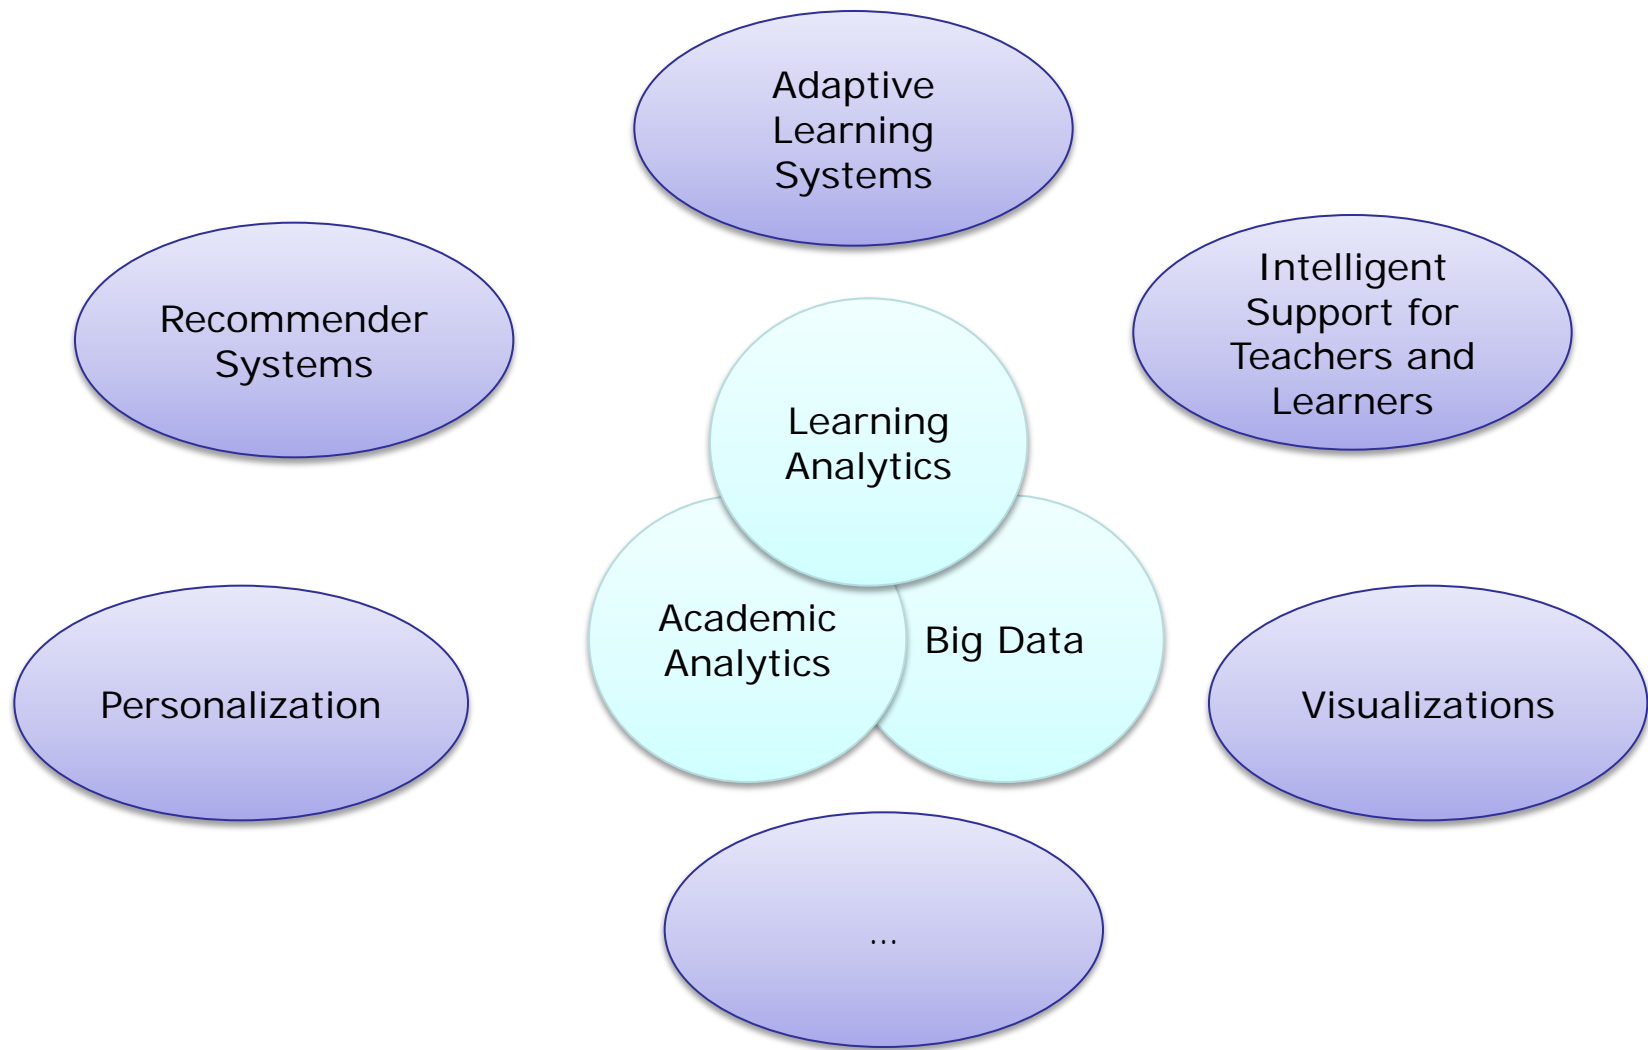 Adaptive
Learning
Systems
Recommender
Systems
Intelligent
Support for
Teachers and
Learners
Learning
Analytics
Academic
Analytics
Big Data
Personalization
Visualizations
...